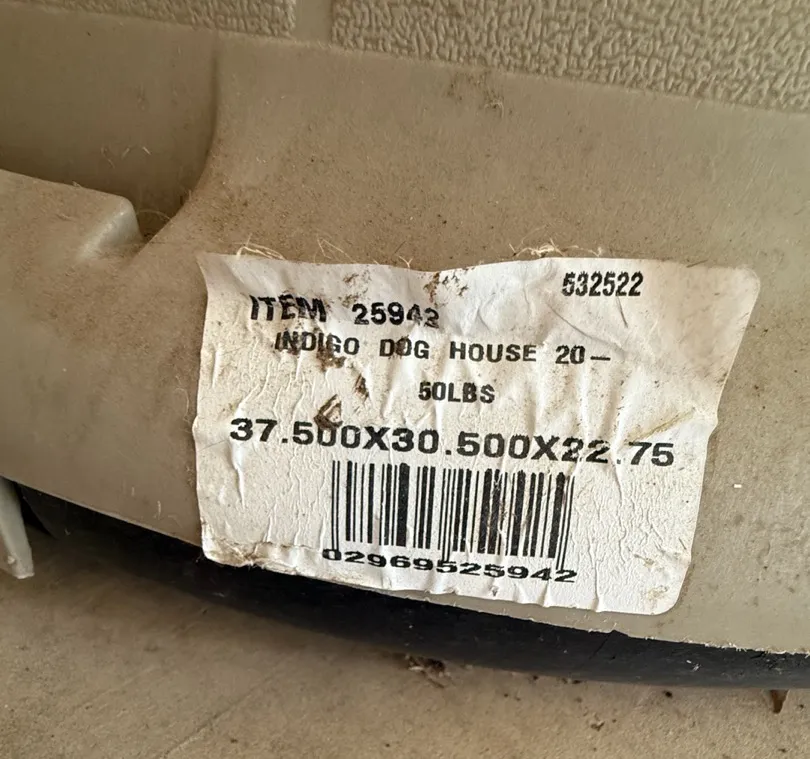 532522
ITEM 25942
INDIGO DOG HOUSE 20-
50LBS
37.500X30.500X22.75
02969525942